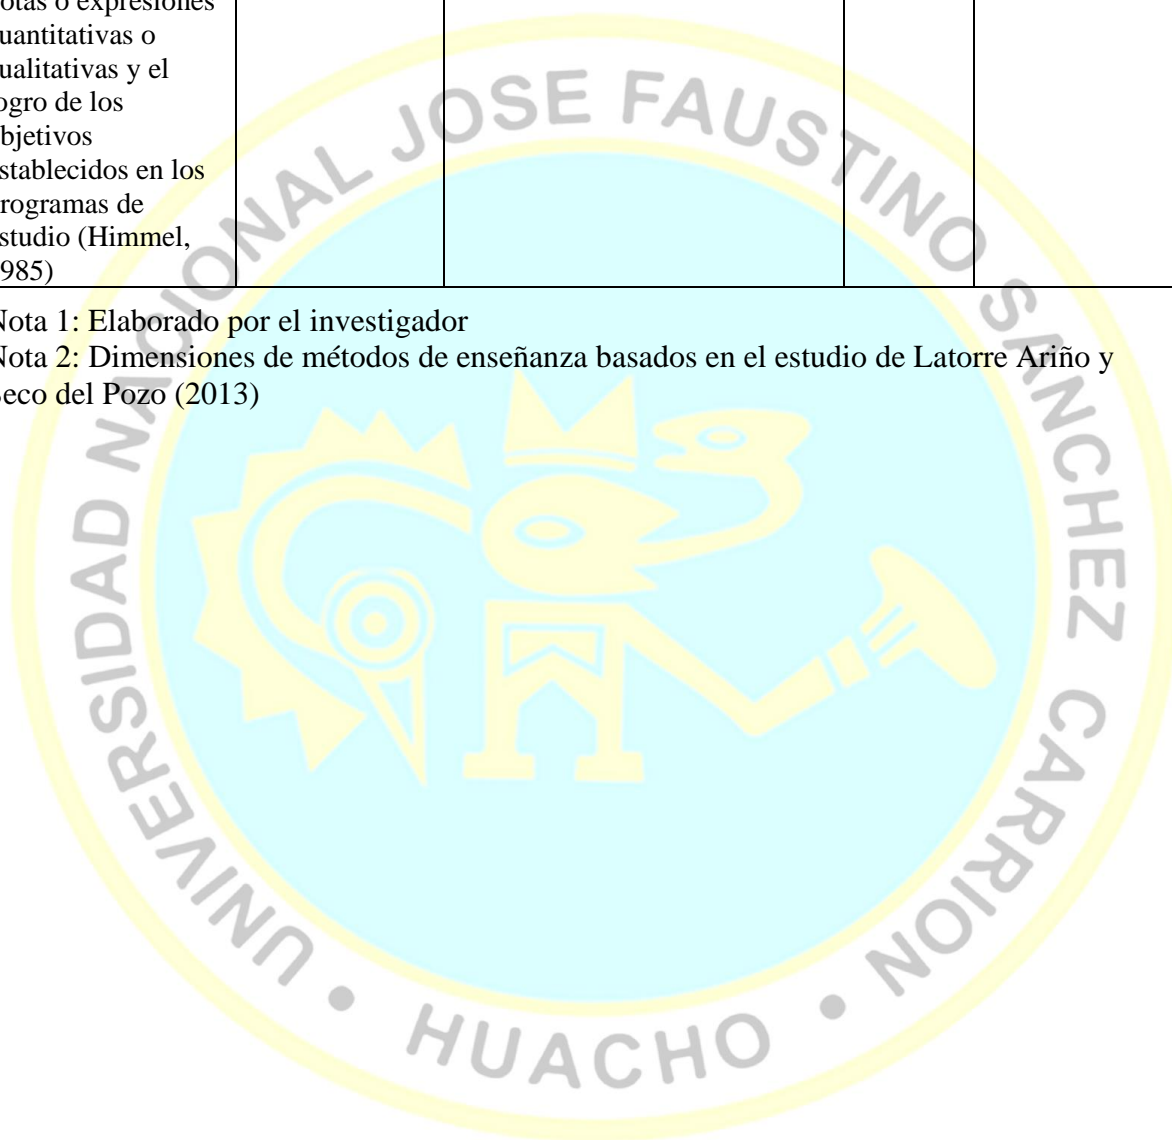 otas o expresiones
uantitativas o
ualitativas y el
ogro de los
bjetivos
stablecidos en los
rogramas de
studio (Himmel,
985)
Nota 1: Elaborado por el investigador
Nota 2: Dimensiones de métodos de enseñanza basados en el estudio de Latorre Ariño y
Seco del Pozo (2013)
UNIVERSIDAD NACIONAL JOSE FAUSTINO SANCHEZ CARRION
• HUACHO •